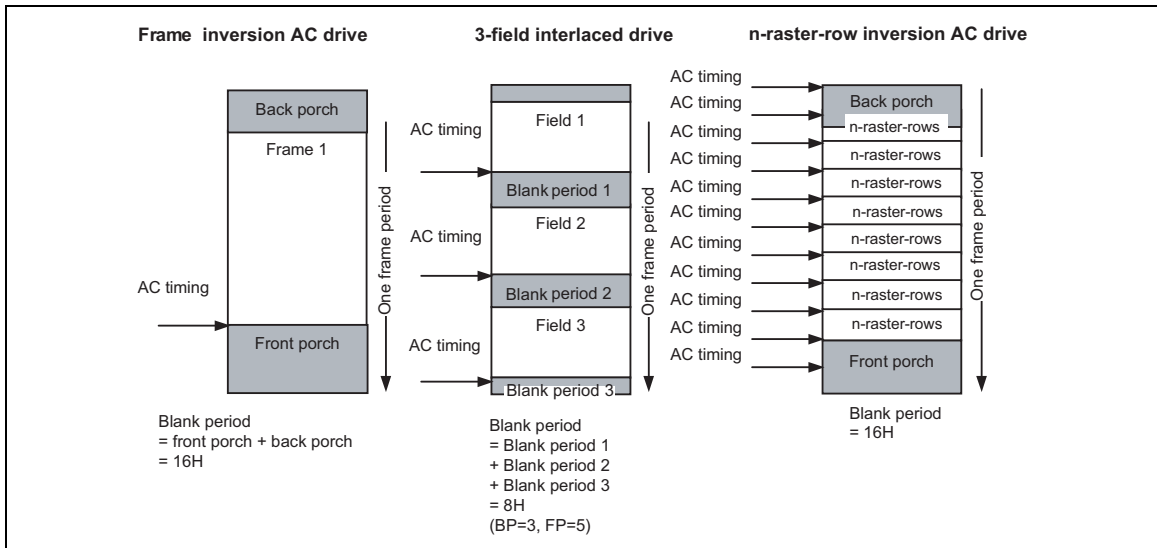 Frame inversion AC drive
Back porch
Frame 1
AC timing
Front porch
One frame period
Blank period
= front porch + back porch
= 16H
3-field interlaced drive
Field 1
AC timing
Blank period 1
Field 2
AC timing
Blank period 2
Field 3
AC timing
Blank period 3
One frame period
Blank period
= Blank period 1
+ Blank period 2
+ Blank period 3
= 8H
(BP=3, FP=5)
n-raster-row inversion AC drive
AC timing
AC timing
AC timing
AC timing
AC timing
AC timing
AC timing
AC timing
AC timing
AC timing
AC timing
Back porch
n-raster-rows
n-raster-rows
n-raster-rows
n-raster-rows
n-raster-rows
n-raster-rows
n-raster-rows
n-raster-rows
Front porch
One frame period
Blank period
= 16H